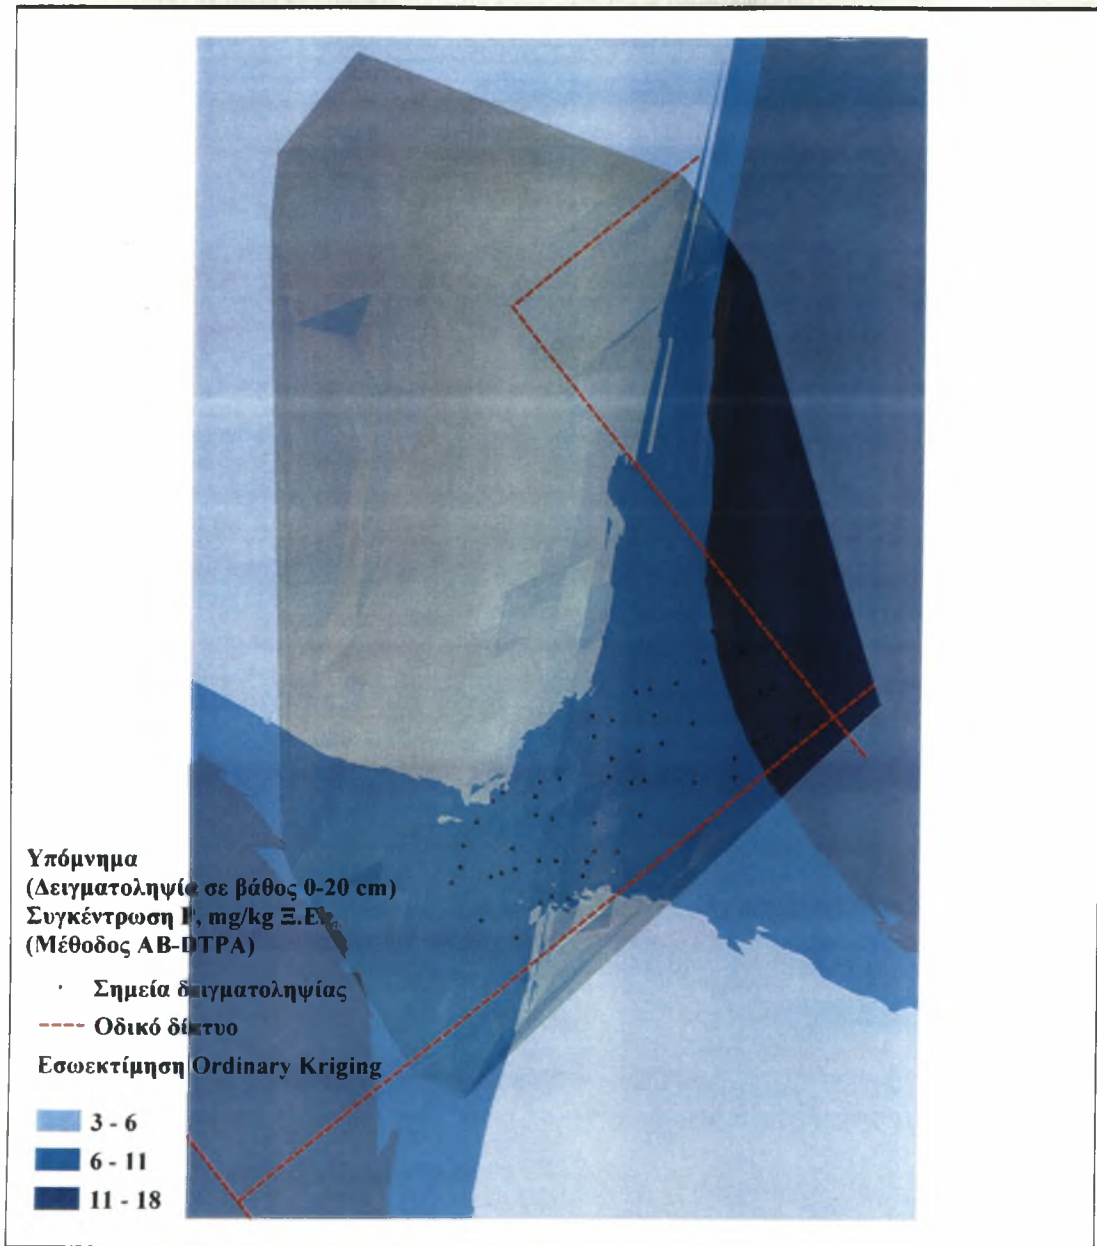 Υπόμνημα
(Δειγματοληψία σε βάθος 0-20 cm)
Συγκέντρωση P, mg/kg Ξ.Ε.
(Μέθοδος AB-DTPA)
Σημεία δειγματοληψίας
Οδικό δίκτυο
Εσωεκτίμηση Ordinary Kriging
3 - 6
6 - 11
11 - 18